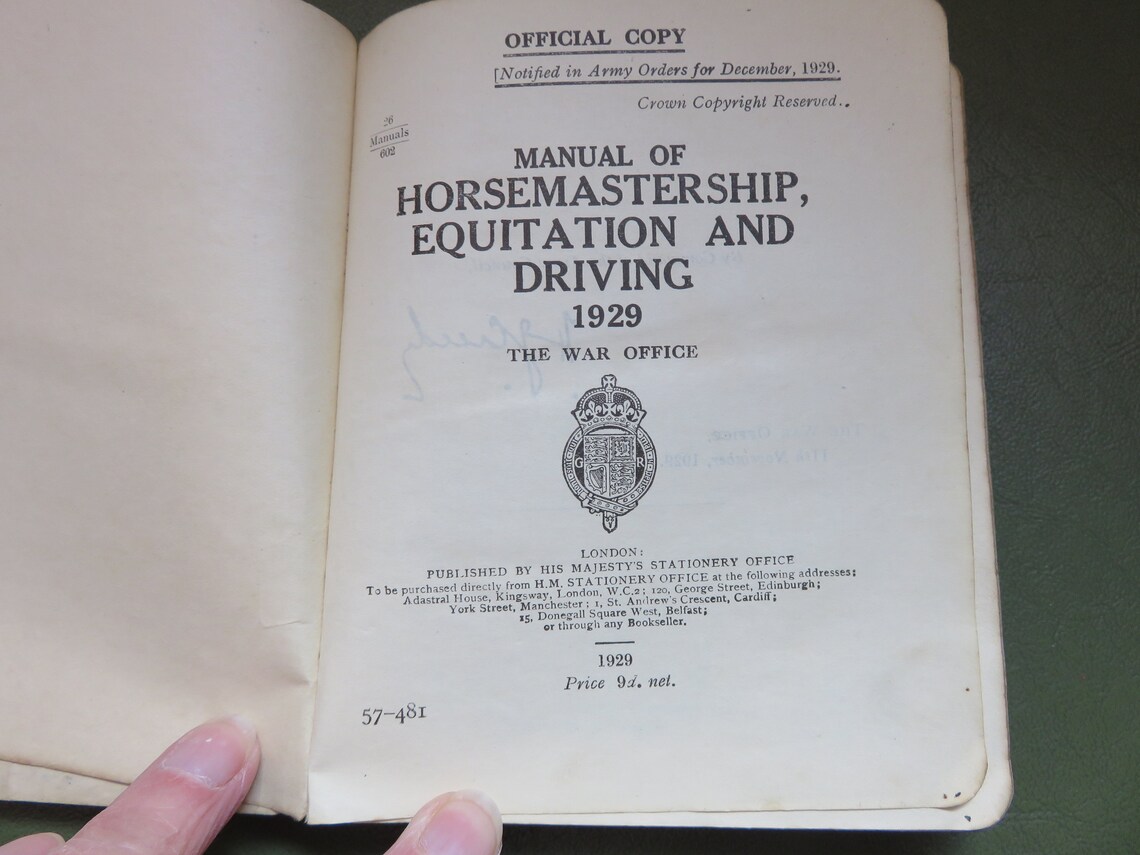 OFFICIAL COPY
[Notified in Army Orders for December, 1929.
Crown Copyright Reserved.
26
Manuals
602
MANUAL OF
HORSEMASTERSHIP,
EQUITATION AND
DRIVING
1929
THE WAR OFFICE
G R
LONDON:
PUBLISHED BY HIS MAJESTY'S STATIONERY OFFICE
To be purchased directly from H.M. STATIONERY OFFICE at the following addresses:
Adastral House, Kingsway, London, W.C.2; 120, George Street, Edinburgh;
York Street, Manchester; 1, St. Andrew's Crescent, Cardiff;
15, Donegall Square West, Belfast;
or through any Bookseller.
1929
Price 9d. net.
57-481